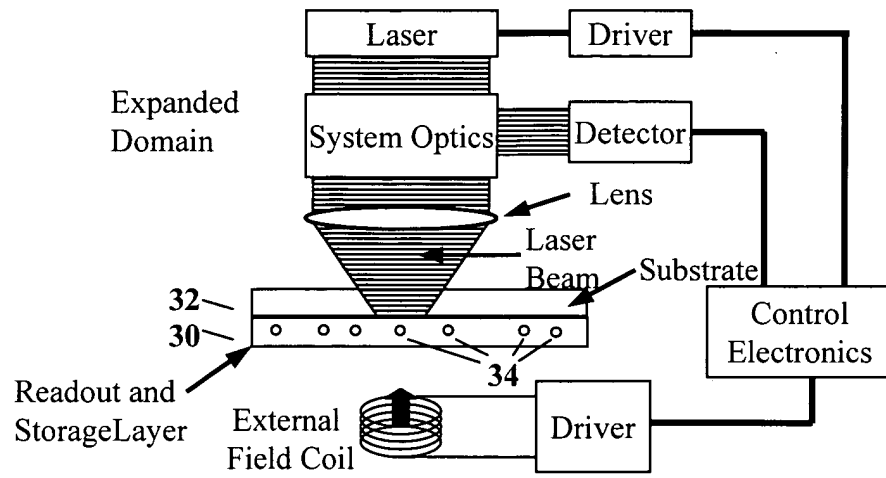 Laser
Driver
Expanded
Domain
System Optics
Detector
Lens
Laser
Beam
Substrate
32
30
Control
Electronics
34
Readout and
StorageLayer
External
Field Coil
Driver